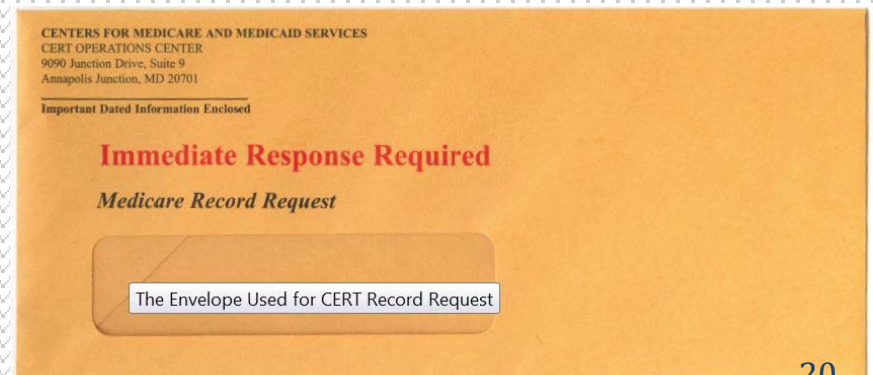 CENTERS FOR MEDICARE AND MEDICAID SERVICES
CERT OPERATIONS CENTER
9090 Junction Drive, Suite 9
Annapolis Junction, MD 20701
Important Dated Information Enclosed
Immediate Response Required
Medicare Record Request
The Envelope Used for CERT Record Request
20